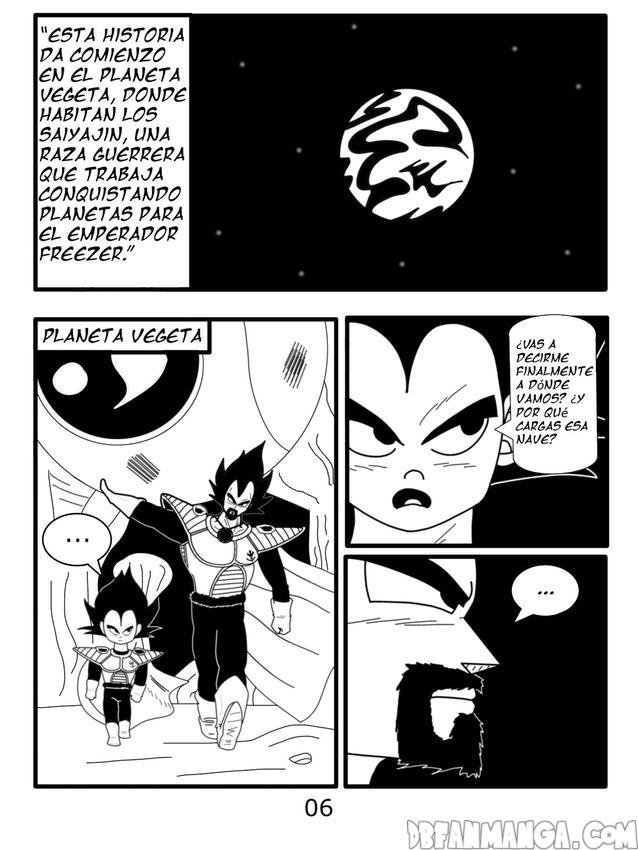 "ESTA HISTORIA
DA COMIENZO
EN EL PLANETA
VEGETA, DONDE
HABITAN LOS
SAIYAJIN, UNA
RAZA GUERRERA
QUE TRABAJA
CONQUISTANDO
PLANETAS PARA
EL EMPERADOR
FREEZER."
PLANETA VEGETA
...
¿VAS A
DECIRME
FINALMENTE
A DÓNDE
VAMOS? ¿Y
POR QUÉ
CARGAS ESA
NAVE?
...
06
DBFANMANGA.COM